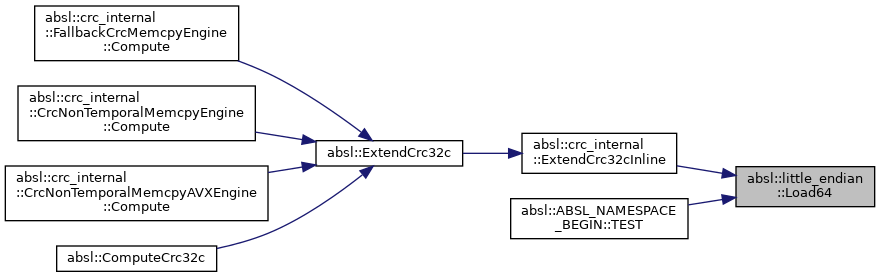 absl::crc_internal
::FallbackCrcMemcpyEngine
::Compute
absl::crc_internal
::CrcNonTemporalMemcpyEngine
::Compute
absl::crc_internal
::CrcNonTemporalMemcpyAVXEngine
::Compute
absl::ComputeCrc32c
absl::ExtendCrc32c
absl::crc_internal
::ExtendCrc32cInline
absl::ABSL_NAMESPACE
_BEGIN::TEST
absl::little_endian
::Load64